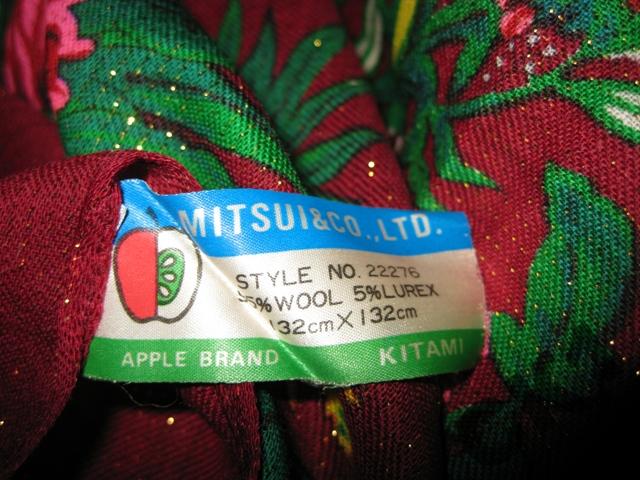 MITSUI&CO.,LTD.
STYLE NO. 22276
5% WOOL 5% LUREX
132cm X 132cm
APPLE BRAND KITAMI